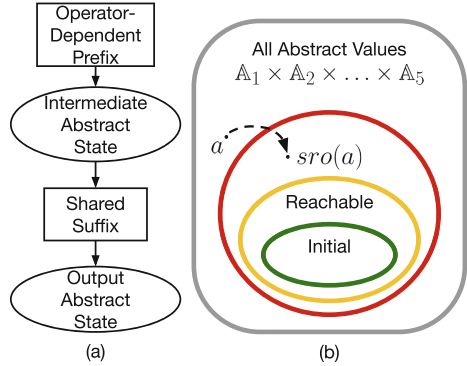 Operator-
Dependent
Prefix
Intermediate
Abstract
State
Shared
Suffix
Output
Abstract
State
(a)
All Abstract Values
𝔸₁ × 𝔸₂ × … × 𝔸₅
a
sro(a)
Reachable
Initial
(b)